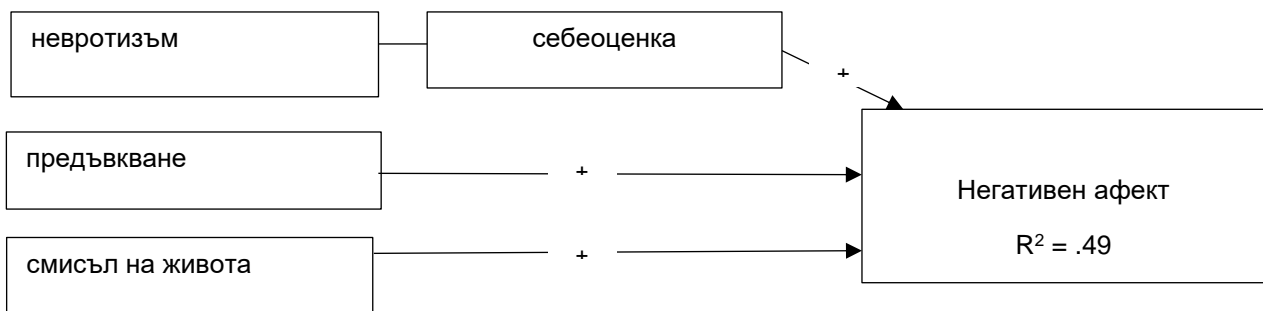 невротизъм
себеоценка
+
предъвкване
+
Негативен афект
R² = .49
смисъл на живота
+